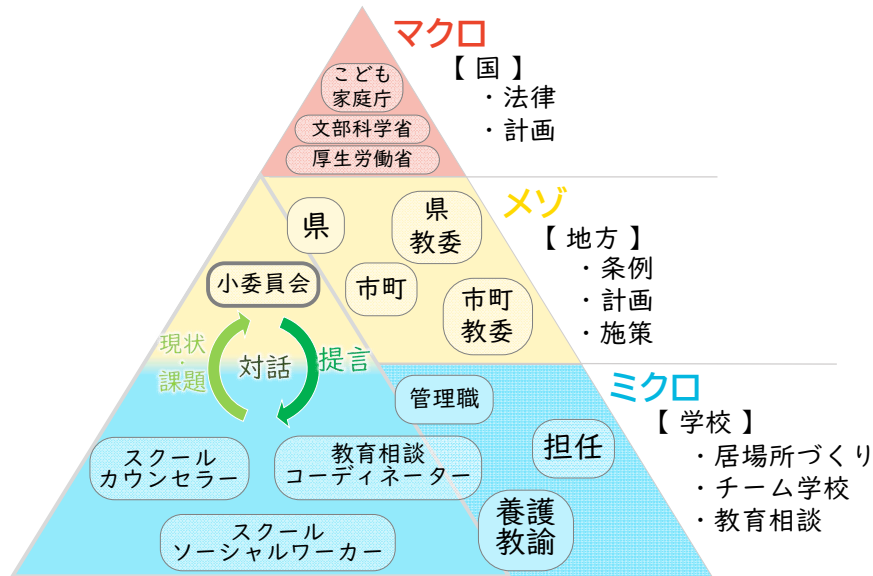 マクロ
【 国 】
・法律
・計画
こども
家庭庁
文部科学省
厚生労働省
メゾ
【 地方 】
・条例
・計画
・施策
県
県
教委
小委員会
市町
市町
教委
現状
・
課題
対話
提言
ミクロ
【 学校 】
・居場所づくり
・チーム学校
・教育相談
管理職
担任
スクール
カウンセラー
教育相談
コーディネーター
養護
教諭
スクール
ソーシャルワーカー